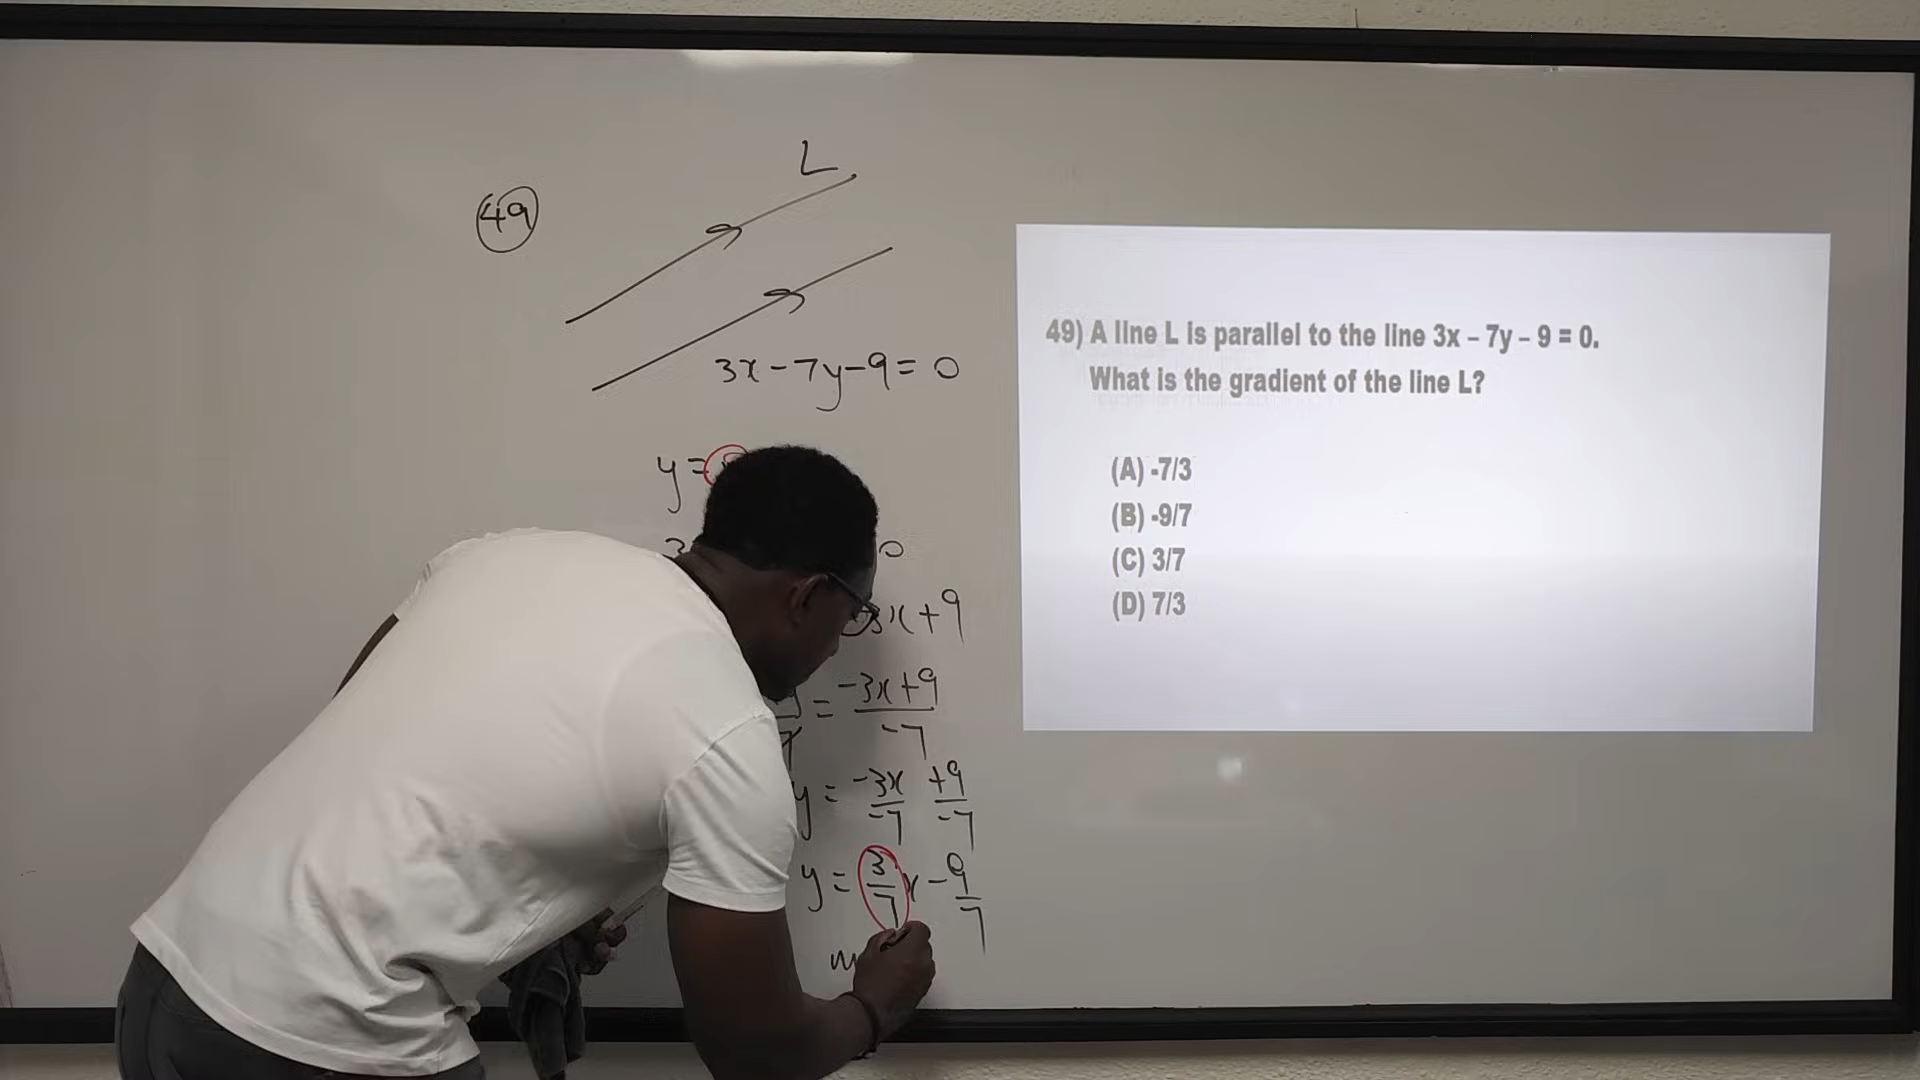 49
L
3x - 7y - 9 = 0
y =
0
3x + 9
= -3x + 9 / -7
y = -3x/-7 +9/-7
y = 3/7 x - 9/7
m
49) A line L is parallel to the line 3x – 7y – 9 = 0.
What is the gradient of the line L?
(A) -7/3
(B) -9/7
(C) 3/7
(D) 7/3